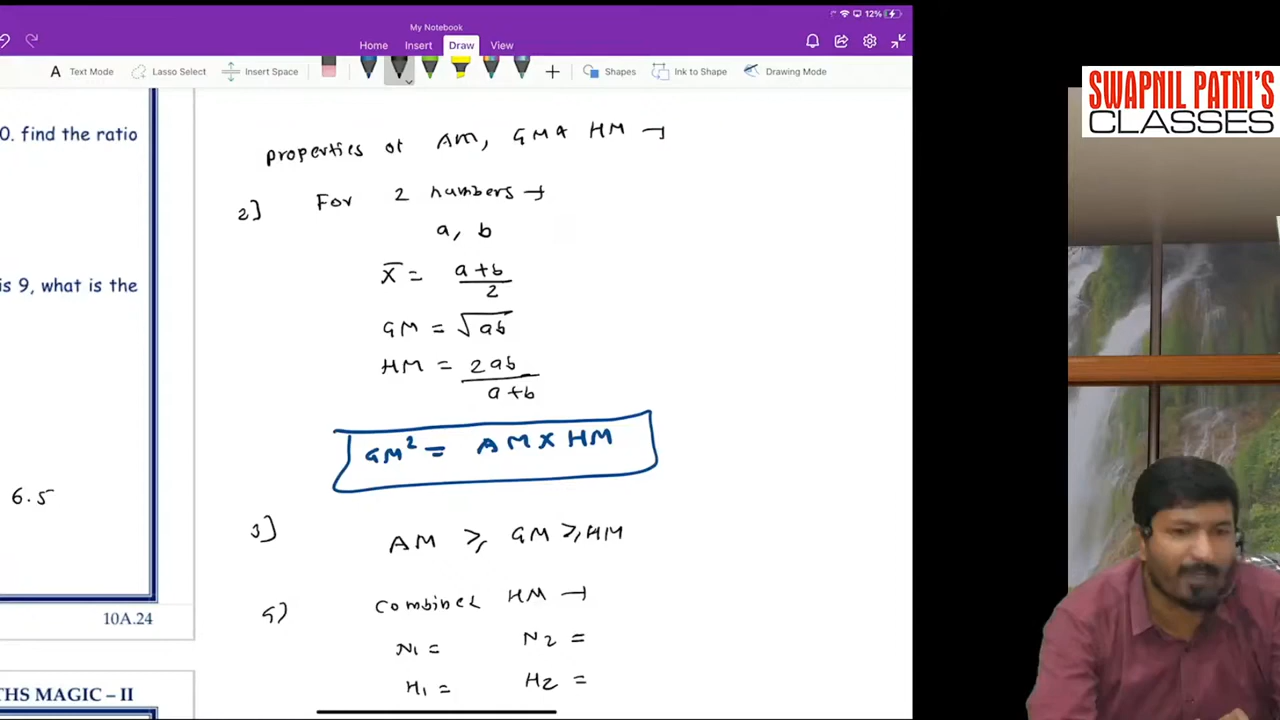 12%
My Notebook
Home Insert Draw View
A Text Mode Lasso Select Insert Space Shapes Ink to Shape Drawing Mode
SWAPNIL PATNI'S
CLASSES
0. find the ratio
is 9, what is the
6.5
10A.24
THS MAGIC – II
properties of AM, GM & HM →
2] For 2 numbers →
a, b
x̄ = a+b / 2
GM = √ab
HM = 2ab / a+b
GM² = AM X HM
3] AM ≥ GM ≥ HM
Combined HM →
N₁ = N₂ =
H₁ = H₂ =